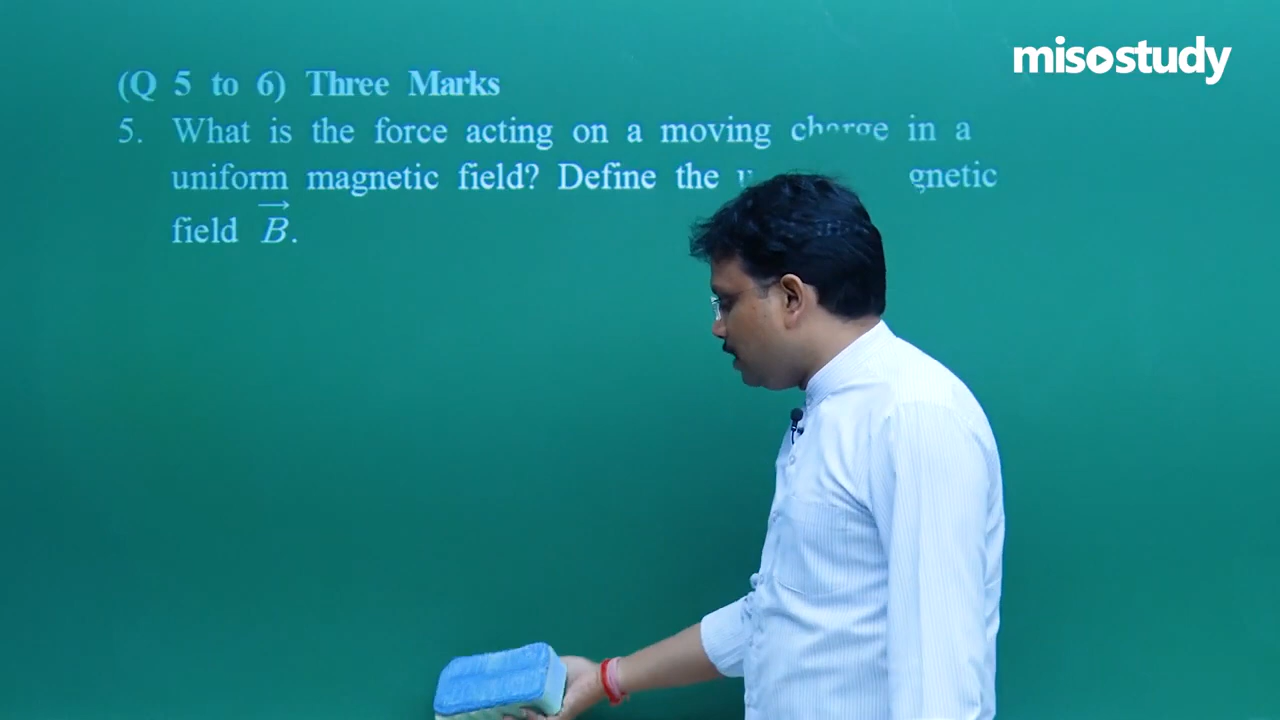 misostudy
(Q 5 to 6) Three Marks
5. What is the force acting on a moving charge in a
uniform magnetic field? Define the gnetic
field B.